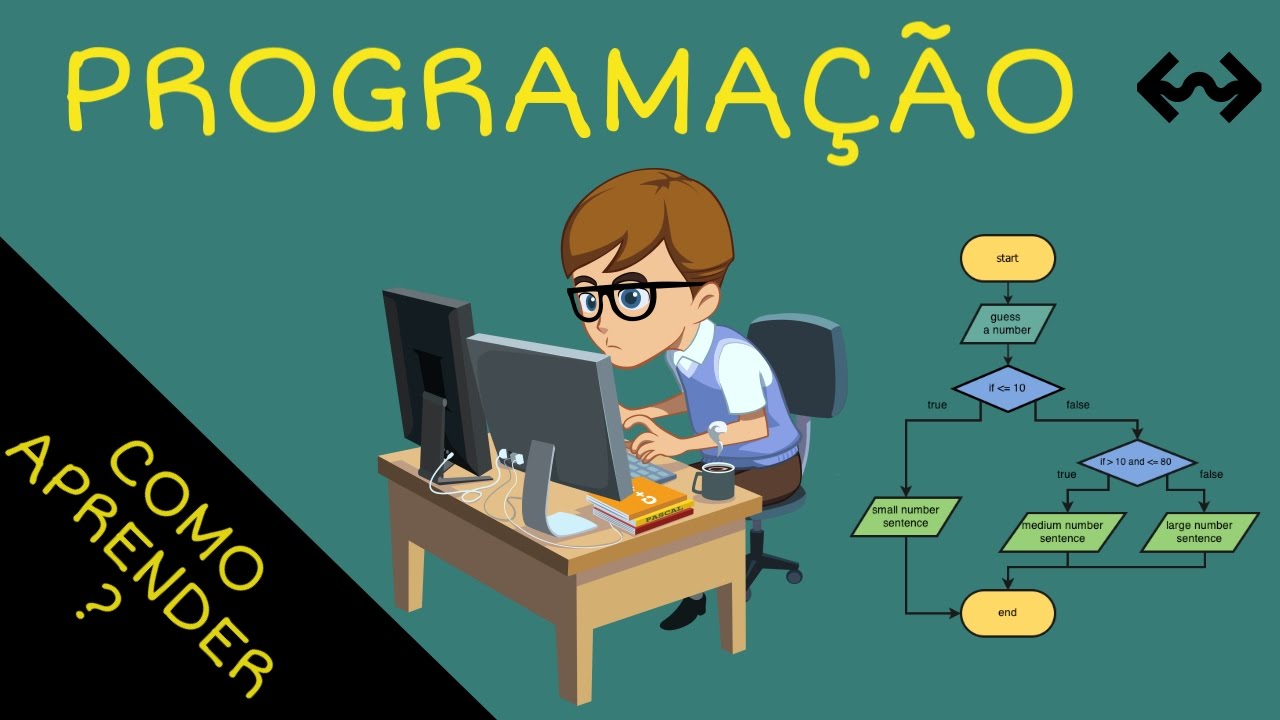 PROGRAMAÇÃO
COMO
APRENDER
?
start
guess
a number
if <= 10
true
false
if > 10 and <= 80
true
false
small number
sentence
medium number
sentence
large number
sentence
end
PASCAL